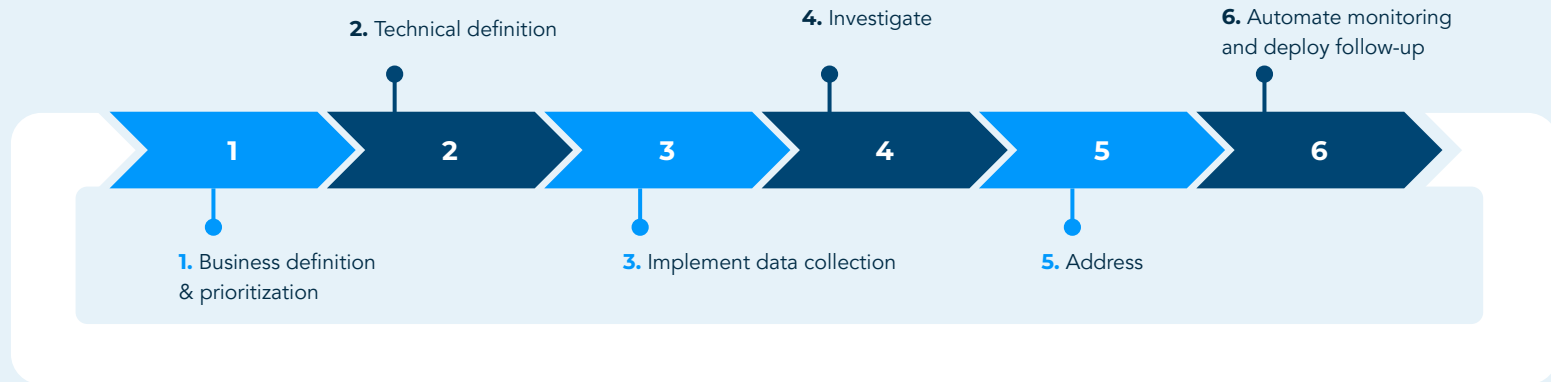 2. Technical definition
4. Investigate
6. Automate monitoring
and deploy follow-up
1
2
3
4
5
6
1. Business definition
& prioritization
3. Implement data collection
5. Address